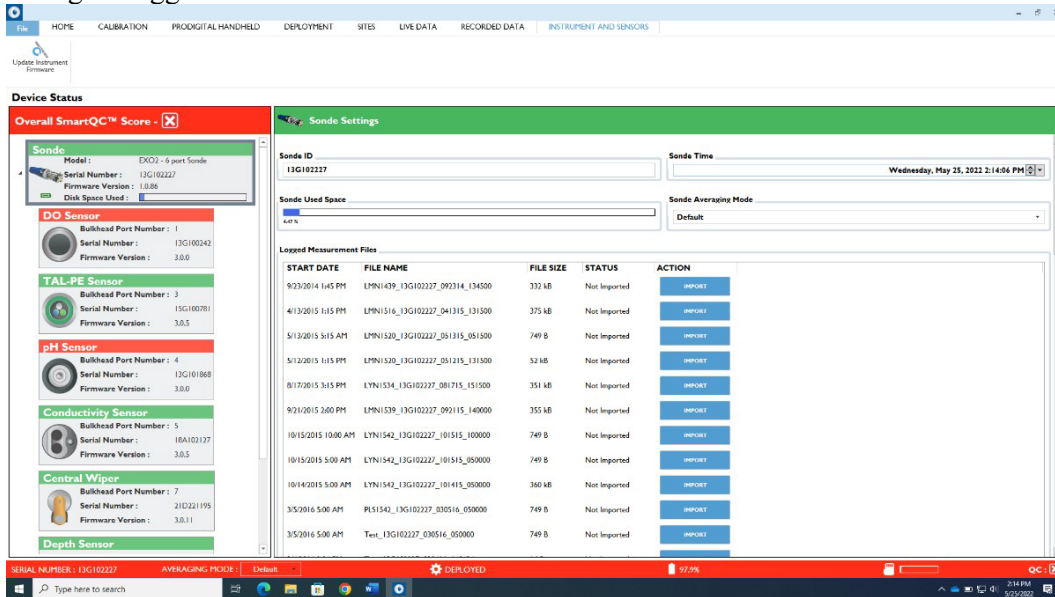 File HOME CALIBRATION PRODIGITAL HANDHELD DEPLOYMENT SITES LIVE DATA RECORDED DATA INSTRUMENT AND SENSORS
Update Instrument
Firmware
Device Status
Overall SmartQC™ Score -
Sonde
Model : EXO2 - 6 port Sonde
Serial Number : 13G102227
Firmware Version : 1.0.86
Disk Space Used :
DO Sensor
Bulkhead Port Number : 1
Serial Number : 13G100242
Firmware Version : 3.0.0
TAL-PE Sensor
Bulkhead Port Number : 3
Serial Number : 15G100781
Firmware Version : 3.0.5
pH Sensor
Bulkhead Port Number : 4
Serial Number : 13G101868
Firmware Version : 3.0.0
Conductivity Sensor
Bulkhead Port Number : 5
Serial Number : 18A102127
Firmware Version : 3.0.5
Central Wiper
Bulkhead Port Number : 7
Serial Number : 21D221195
Firmware Version : 3.0.11
Depth Sensor
Sonde Settings
Sonde ID
13G102227
Sonde Time
Wednesday, May 25, 2022 2:14:06 PM
Sonde Used Space
6.47 %
Sonde Averaging Mode
Default
Logged Measurement Files
START DATE FILE NAME FILE SIZE STATUS ACTION
9/23/2014 1:45 PM LMN1439_13G102227_092314_134500 332 kB Not Imported IMPORT
4/13/2015 1:15 PM LMN1516_13G102227_041315_131500 375 kB Not Imported IMPORT
5/13/2015 5:15 AM LMN1520_13G102227_051315_051500 749 B Not Imported IMPORT
5/12/2015 1:15 PM LMN1520_13G102227_051215_131500 52 kB Not Imported IMPORT
8/17/2015 3:15 PM LYN1534_13G102227_081715_151500 351 kB Not Imported IMPORT
9/21/2015 2:00 PM LMN1539_13G102227_092115_140000 355 kB Not Imported IMPORT
10/15/2015 10:00 AM LYN1542_13G102227_101515_100000 749 B Not Imported IMPORT
10/15/2015 5:00 AM LYN1542_13G102227_101515_050000 749 B Not Imported IMPORT
10/14/2015 5:00 AM LYN1542_13G102227_101415_050000 360 kB Not Imported IMPORT
3/5/2016 5:00 AM PLS1542_13G102227_030516_050000 749 B Not Imported IMPORT
3/5/2016 5:00 AM Test_13G102227_030516_050000 749 B Not Imported IMPORT
SERIAL NUMBER : 13G102227 AVERAGING MODE : Default DEPLOYED 97.9% QC :
Type here to search
2:14 PM
5/25/2022